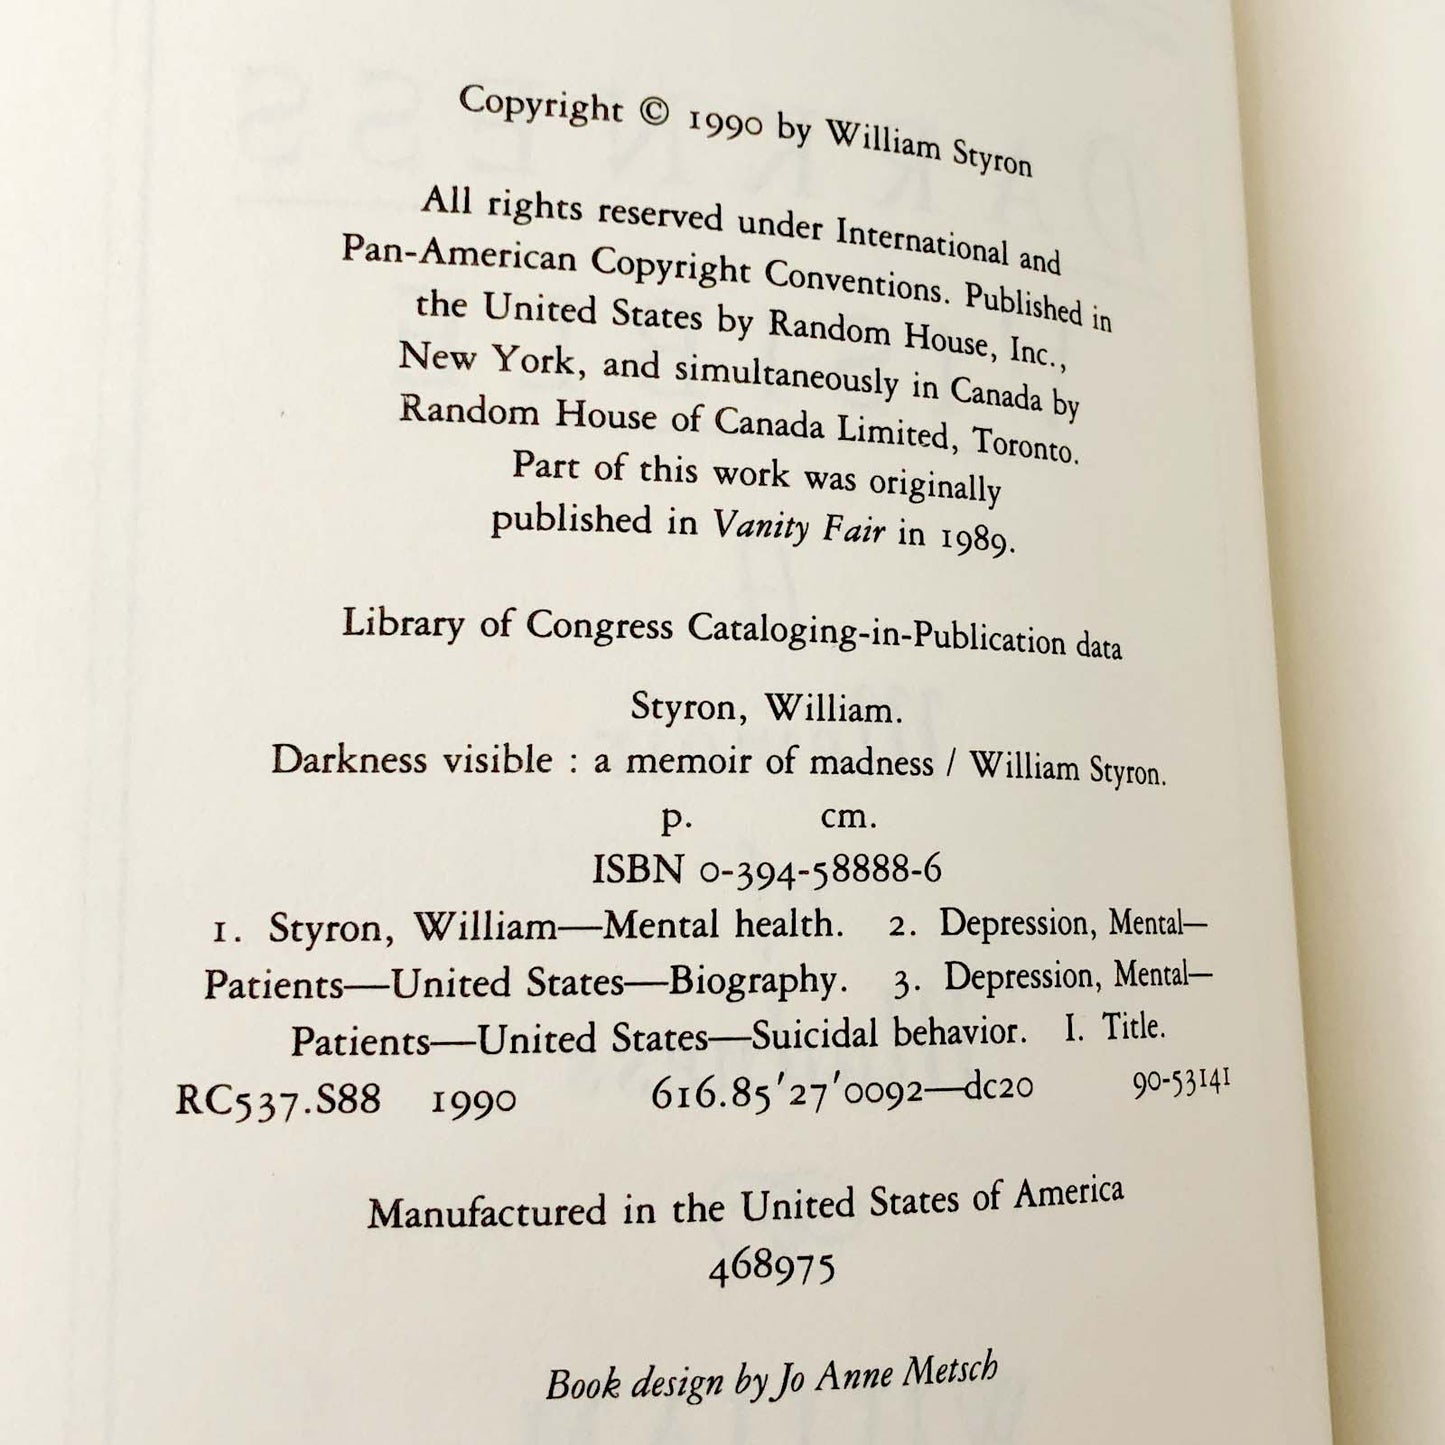 Copyright © 1990 by William Styron
All rights reserved under International and
Pan-American Copyright Conventions. Published in
the United States by Random House, Inc.,
New York, and simultaneously in Canada by
Random House of Canada Limited, Toronto.
Part of this work was originally
published in Vanity Fair in 1989.
Library of Congress Cataloging-in-Publication data
Styron, William.
Darkness visible : a memoir of madness / William Styron.
p. cm.
ISBN 0-394-58888-6
1. Styron, William—Mental health. 2. Depression, Mental—
Patients—United States—Biography. 3. Depression, Mental—
Patients—United States—Suicidal behavior. I. Title.
RC537.S88 1990 616.85′27′0092—dc20 90-53141
Manufactured in the United States of America
468975
Book design by Jo Anne Metsch